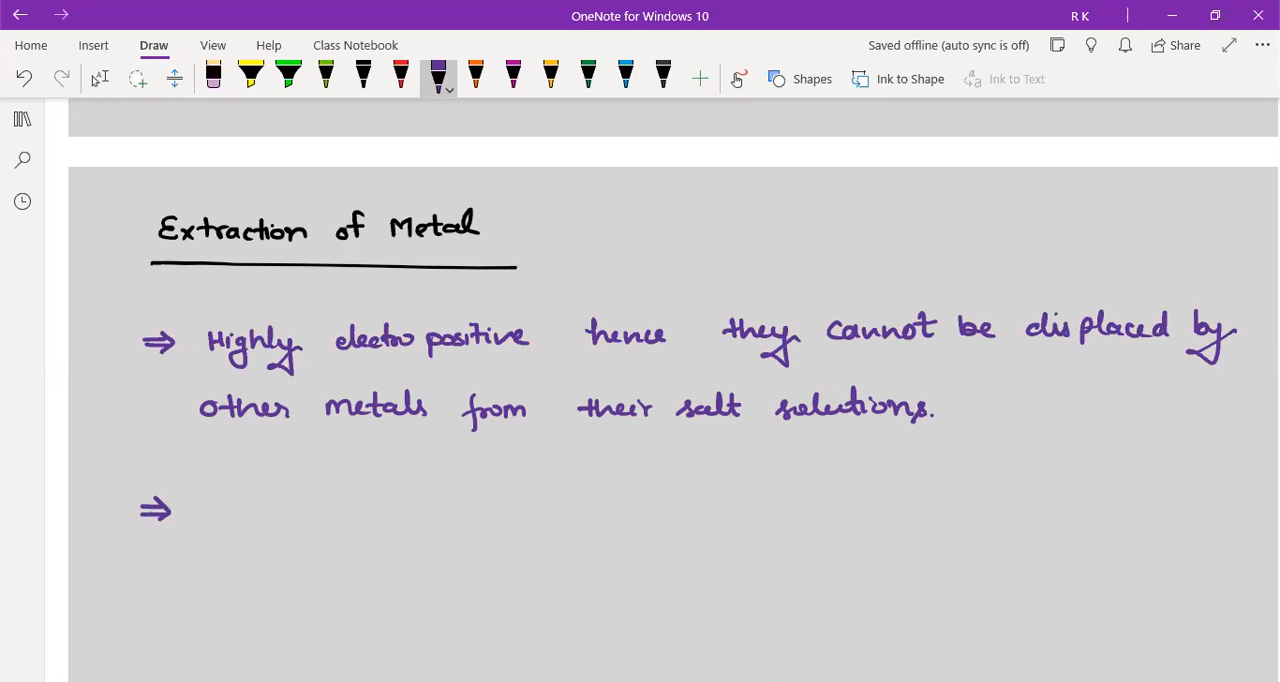 OneNote for Windows 10
R K
Home Insert Draw View Help Class Notebook
Saved offline (auto sync is off) Share
Shapes Ink to Shape Ink to Text
Extraction of Metal
⇒ Highly electropositive hence they cannot be displaced by
other metals from their salt solutions.
⇒